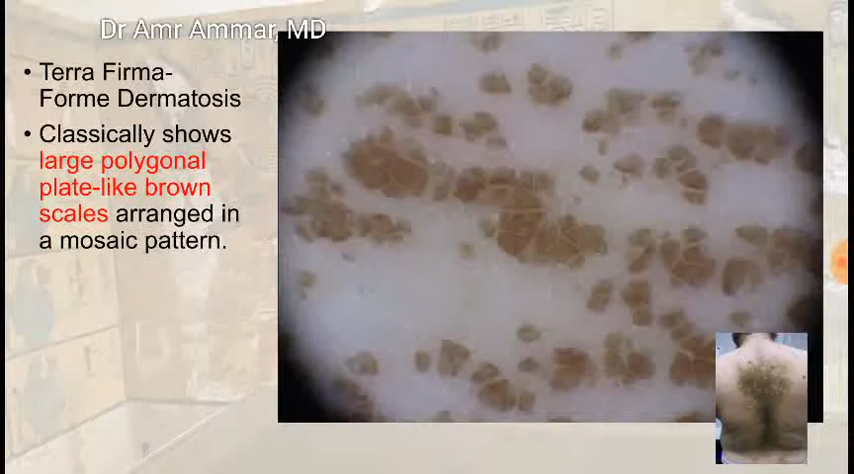 Dr Amr Ammar, MD
• Terra Firma-
Forme Dermatosis
• Classically shows
large polygonal
plate-like brown
scales arranged in
a mosaic pattern.